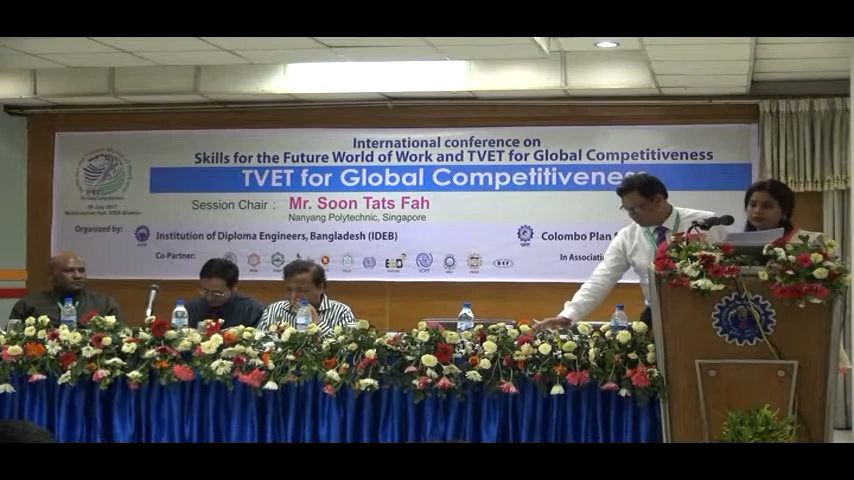 International conference on
Skills for the Future World of Work and TVET for Global Competitiveness
TVET for Global Competitiveness
Session Chair : Mr. Soon Tats Fah
Nanyang Polytechnic, Singapore
Organized by : Institution of Diploma Engineers, Bangladesh (IDEB)
Colombo Plan
Co-Partner:
In Associati